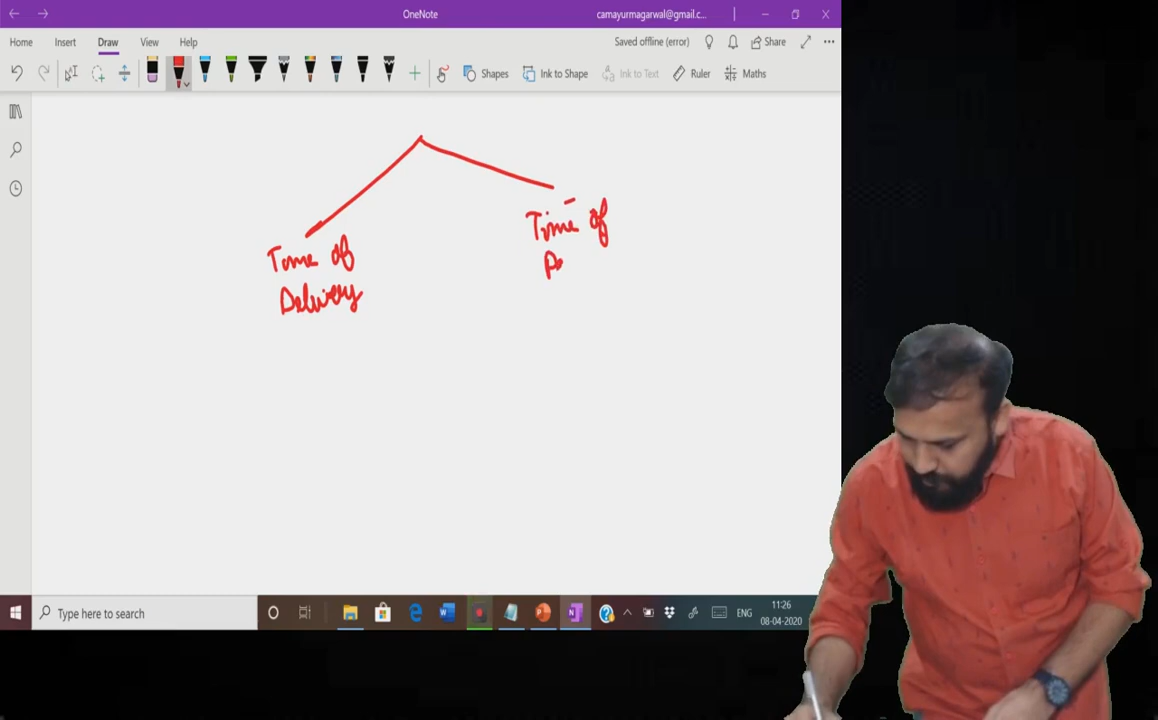 OneNote
camayurmagarwal@gmail.c...
Home Insert Draw View Help
Saved offline (error)
Share
Shapes
Ink to Shape
Ink to Text
Ruler
Maths
Time of
Delivery
Time of
Pa
Type here to search
ENG
11:26
08-04-2020